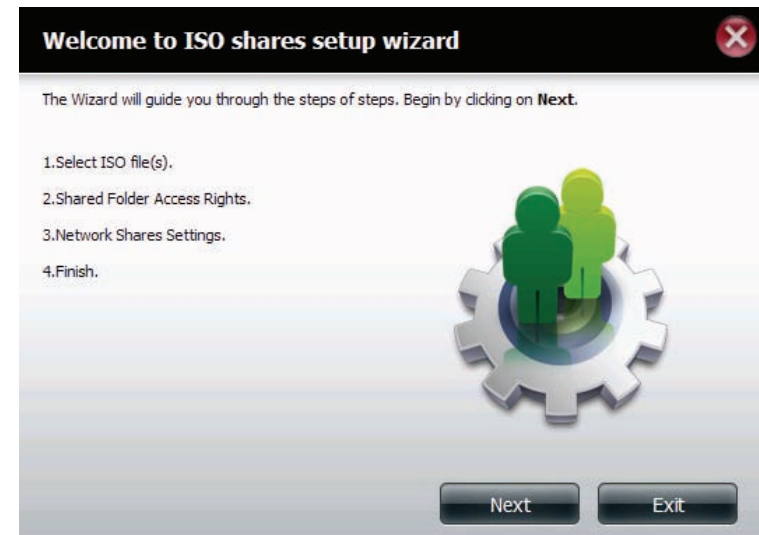 Welcome to ISO shares setup wizard
The Wizard will guide you through the steps of steps. Begin by clicking on Next.
1.Select ISO file(s).
2.Shared Folder Access Rights.
3.Network Shares Settings.
4.Finish.
Next Exit